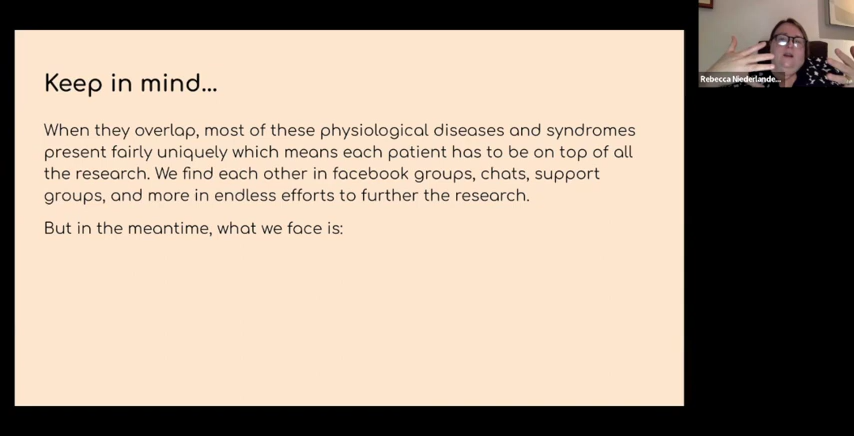 Keep in mind...
When they overlap, most of these physiological diseases and syndromes
present fairly uniquely which means each patient has to be on top of all
the research. We find each other in facebook groups, chats, support
groups, and more in endless efforts to further the research.
But in the meantime, what we face is:
Rebecca Niederlande...